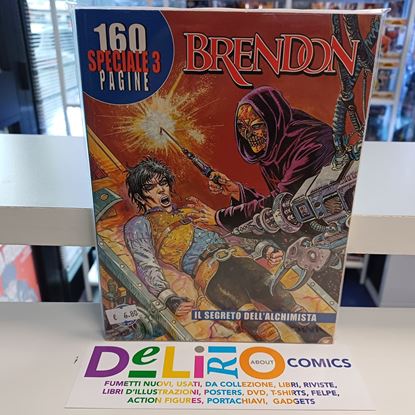 160
SPECIALE 3
PAGINE
BRENDON
€ 6.80
IL SEGRETO DELL'ALCHIMISTA
DELIRIO
ABOUT
COMICS
FUMETTI NUOVI, USATI, DA COLLEZIONE, LIBRI, RIVISTE,
LIBRI D'ILLUSTRAZIONI, POSTERS, DVD, T-SHIRTS, FELPE,
ACTION FIGURES, PORTACHIAVI, GADGETS